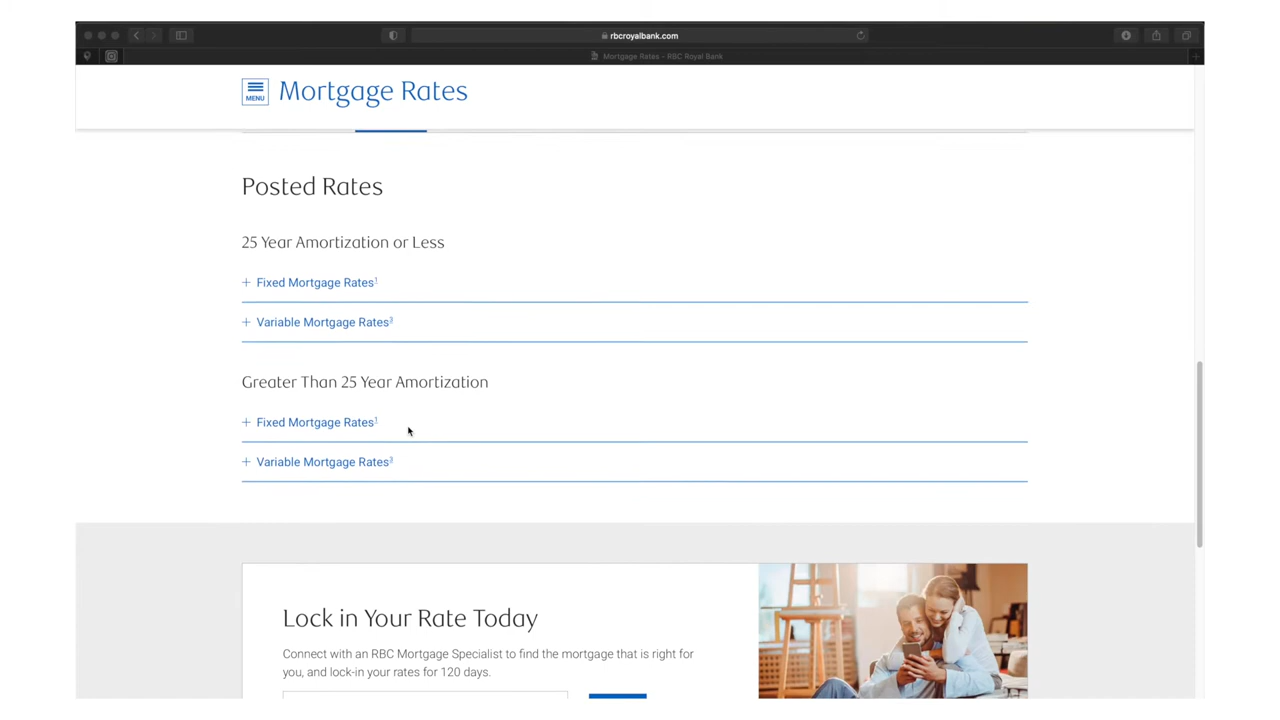 rbcroyalbank.com
Mortgage Rates - RBC Royal Bank
MENU
Mortgage Rates
Posted Rates
25 Year Amortization or Less
+ Fixed Mortgage Rates1
+ Variable Mortgage Rates3
Greater Than 25 Year Amortization
+ Fixed Mortgage Rates1
+ Variable Mortgage Rates3
Lock in Your Rate Today
Connect with an RBC Mortgage Specialist to find the mortgage that is right for
you, and lock-in your rates for 120 days.